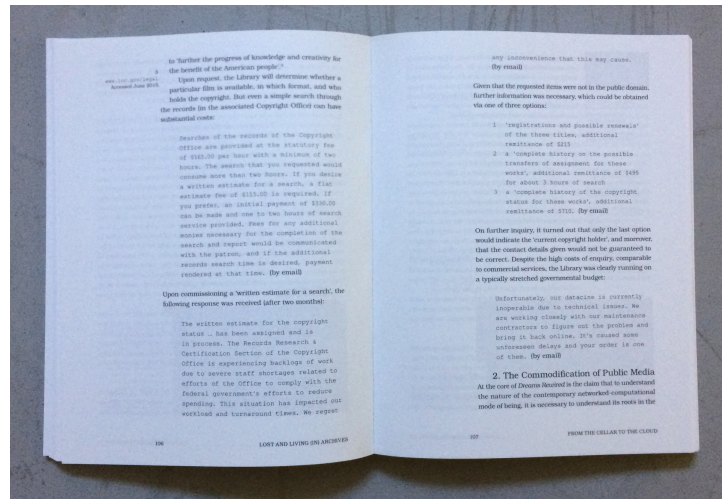 to 'further the progress of knowledge and creativity for
the benefit of the American people'.
www.loc.gov/legal
Accessed June 2015.
Upon request, the Library will determine whether a
particular film is available, in which format, and who
holds the copyright. But even a simple search through
the records (in the associated Copyright Office) can have
substantial costs:
Searches of the records of the Copyright
Office are provided at the statutory fee
of per hour with a minimum of two
hours. The search that you requested would
consume more than two hours. If you desire
a written estimate for a search, a flat
estimate fee of $115.00 is required. If
you prefer, an initial payment of $330.00
can be made and one to two hours of search
service provided. Fees for any additional
monies necessary for the completion of the
search and report would be communicated
with the patron, and if the additional
records search time is desired, payment
rendered at that time. (by email)
Upon commissioning a 'written estimate for a search', the
following response was received (after two months):
The written estimate for the copyright
status … has been assigned and is
in process. The Records Research &
Certification Section of the Copyright
Office is experiencing backlogs of work
due to severe staff shortages related to
efforts of the Office to comply with the
federal government's efforts to reduce
spending. This situation has impacted our
workload and turnaround times. We regret
106
LOST AND LIVING (IN) ARCHIVES
any inconvenience that this may cause.
(by email)
Given that the requested items were not in the public domain,
further information was necessary, which could be obtained
via one of three options:
1 'registrations and possible renewals'
of the three titles, additional
remittance of $215
2 a 'complete history on the possible
transfers of assignment for these
works', additional remittance of $495
for about 3 hours of search
3 a 'complete history of the copyright
status for these works', additional
remittance of $715. (by email)
On further inquiry, it turned out that only the last option
would indicate the 'current copyright holder', and moreover,
that the contact details given would not be guaranteed to
be correct. Despite the high costs of enquiry, comparable
to commercial services, the Library was clearly running on
a typically stretched governmental budget:
Unfortunately, our datacine is currently
inoperable due to technical issues. We
are working closely with our maintenance
contractors to figure out the problem and
bring it back online. It's caused some
unforeseen delays and your order is one
of them. (by email)
2. The Commodification of Public Media
At the core of Dreams Rewired is the claim that to understand
the nature of the contemporary networked-computational
mode of being, it is necessary to understand its roots in the
107
FROM THE CELLAR TO THE CLOUD